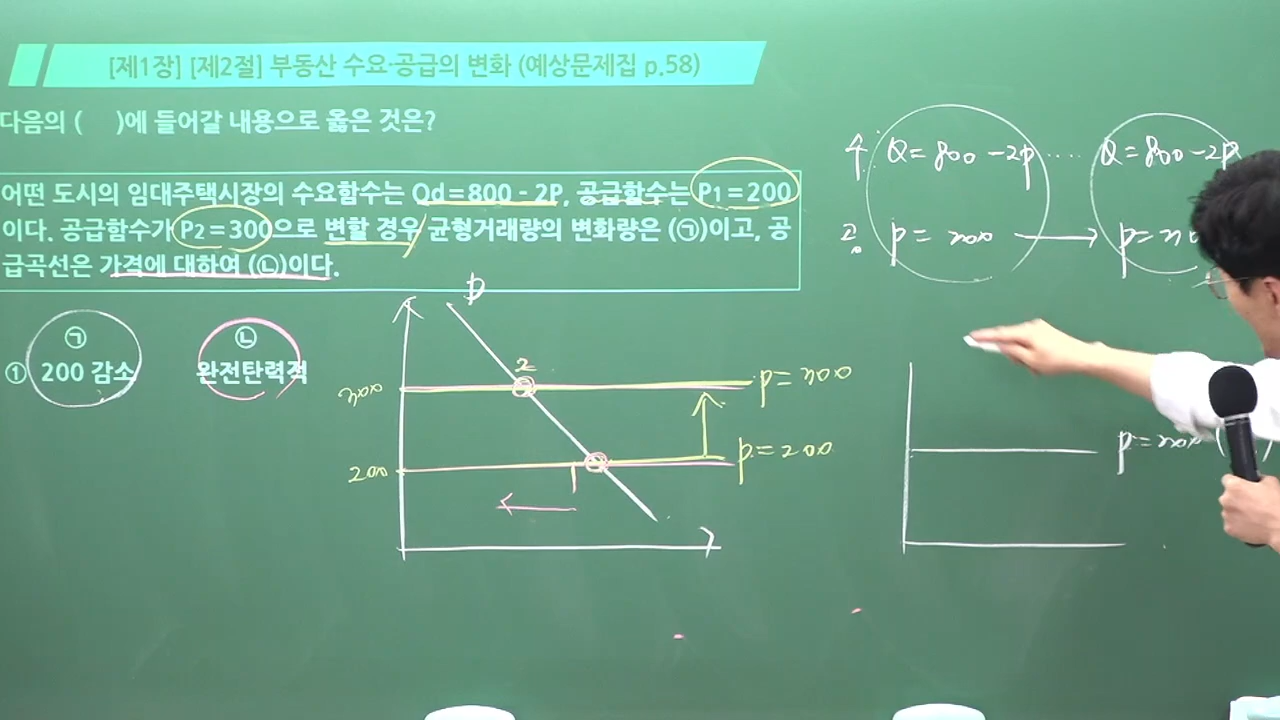 [제1장] [제2절] 부동산 수요·공급의 변화 (예상문제집 p.58)
다음의 ( )에 들어갈 내용으로 옳은 것은?
어떤 도시의 임대주택시장의 수요함수는 Qd=800-2P, 공급함수는 P1=200
이다. 공급함수가 P2=300으로 변할 경우 균형거래량의 변화량은 (㉠)이고, 공
급곡선은 가격에 대하여 (㉡)이다.
㉠ ㉡
① 200 감소 완전탄력적
수 Q=800-2P ····· Q=800-2P
공 P=200 → P=
D
2
300 P=300
200 P=200
P=200